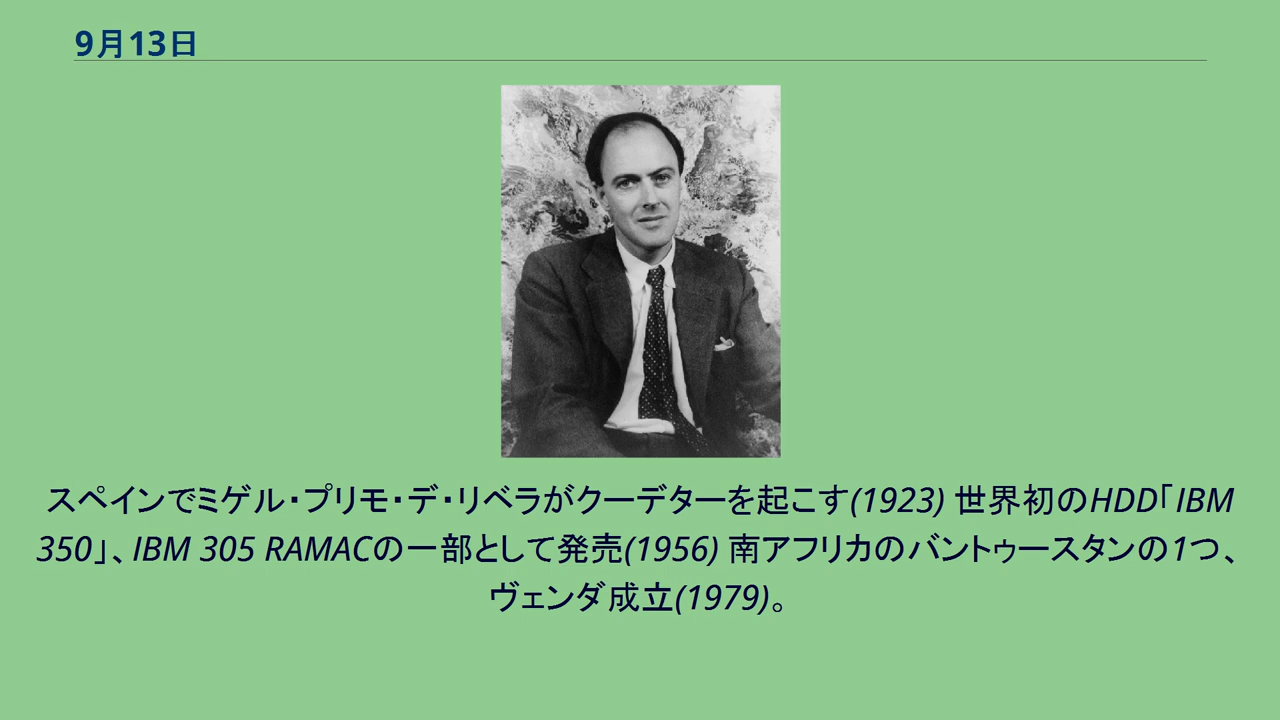 9月13日
スペインでミゲル・プリモ・デ・リベラがクーデターを起こす(1923) 世界初のHDD「IBM
350」、IBM 305 RAMACの一部として発売(1956) 南アフリカのバントゥースタンの1つ、
ヴェンダ成立(1979)。